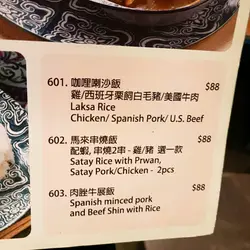 601. 咖哩喇沙飯 $88
雞/西班牙栗飼白毛豬/美國牛肉
Laksa Rice
Chicken/ Spanish Pork/ U.S. Beef
602. 馬來串燒飯 $88
配蝦, 串燒2串 - 雞/豬 選一款
Satay Rice with Prwan,
Satay Pork/Chicken - 2pcs
603. 肉脞牛展飯 $88
Spanish minced pork
and Beef Shin with Rice